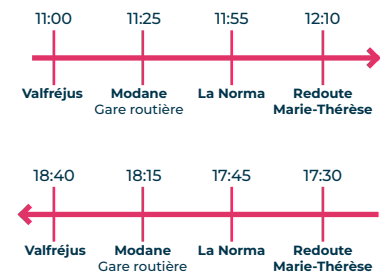 11:00 11:25 11:55 12:10
Valfréjus Modane La Norma Redoute
Gare routière Marie-Thérèse
18:40 18:15 17:45 17:30
Valfréjus Modane La Norma Redoute
Gare routière Marie-Thérèse